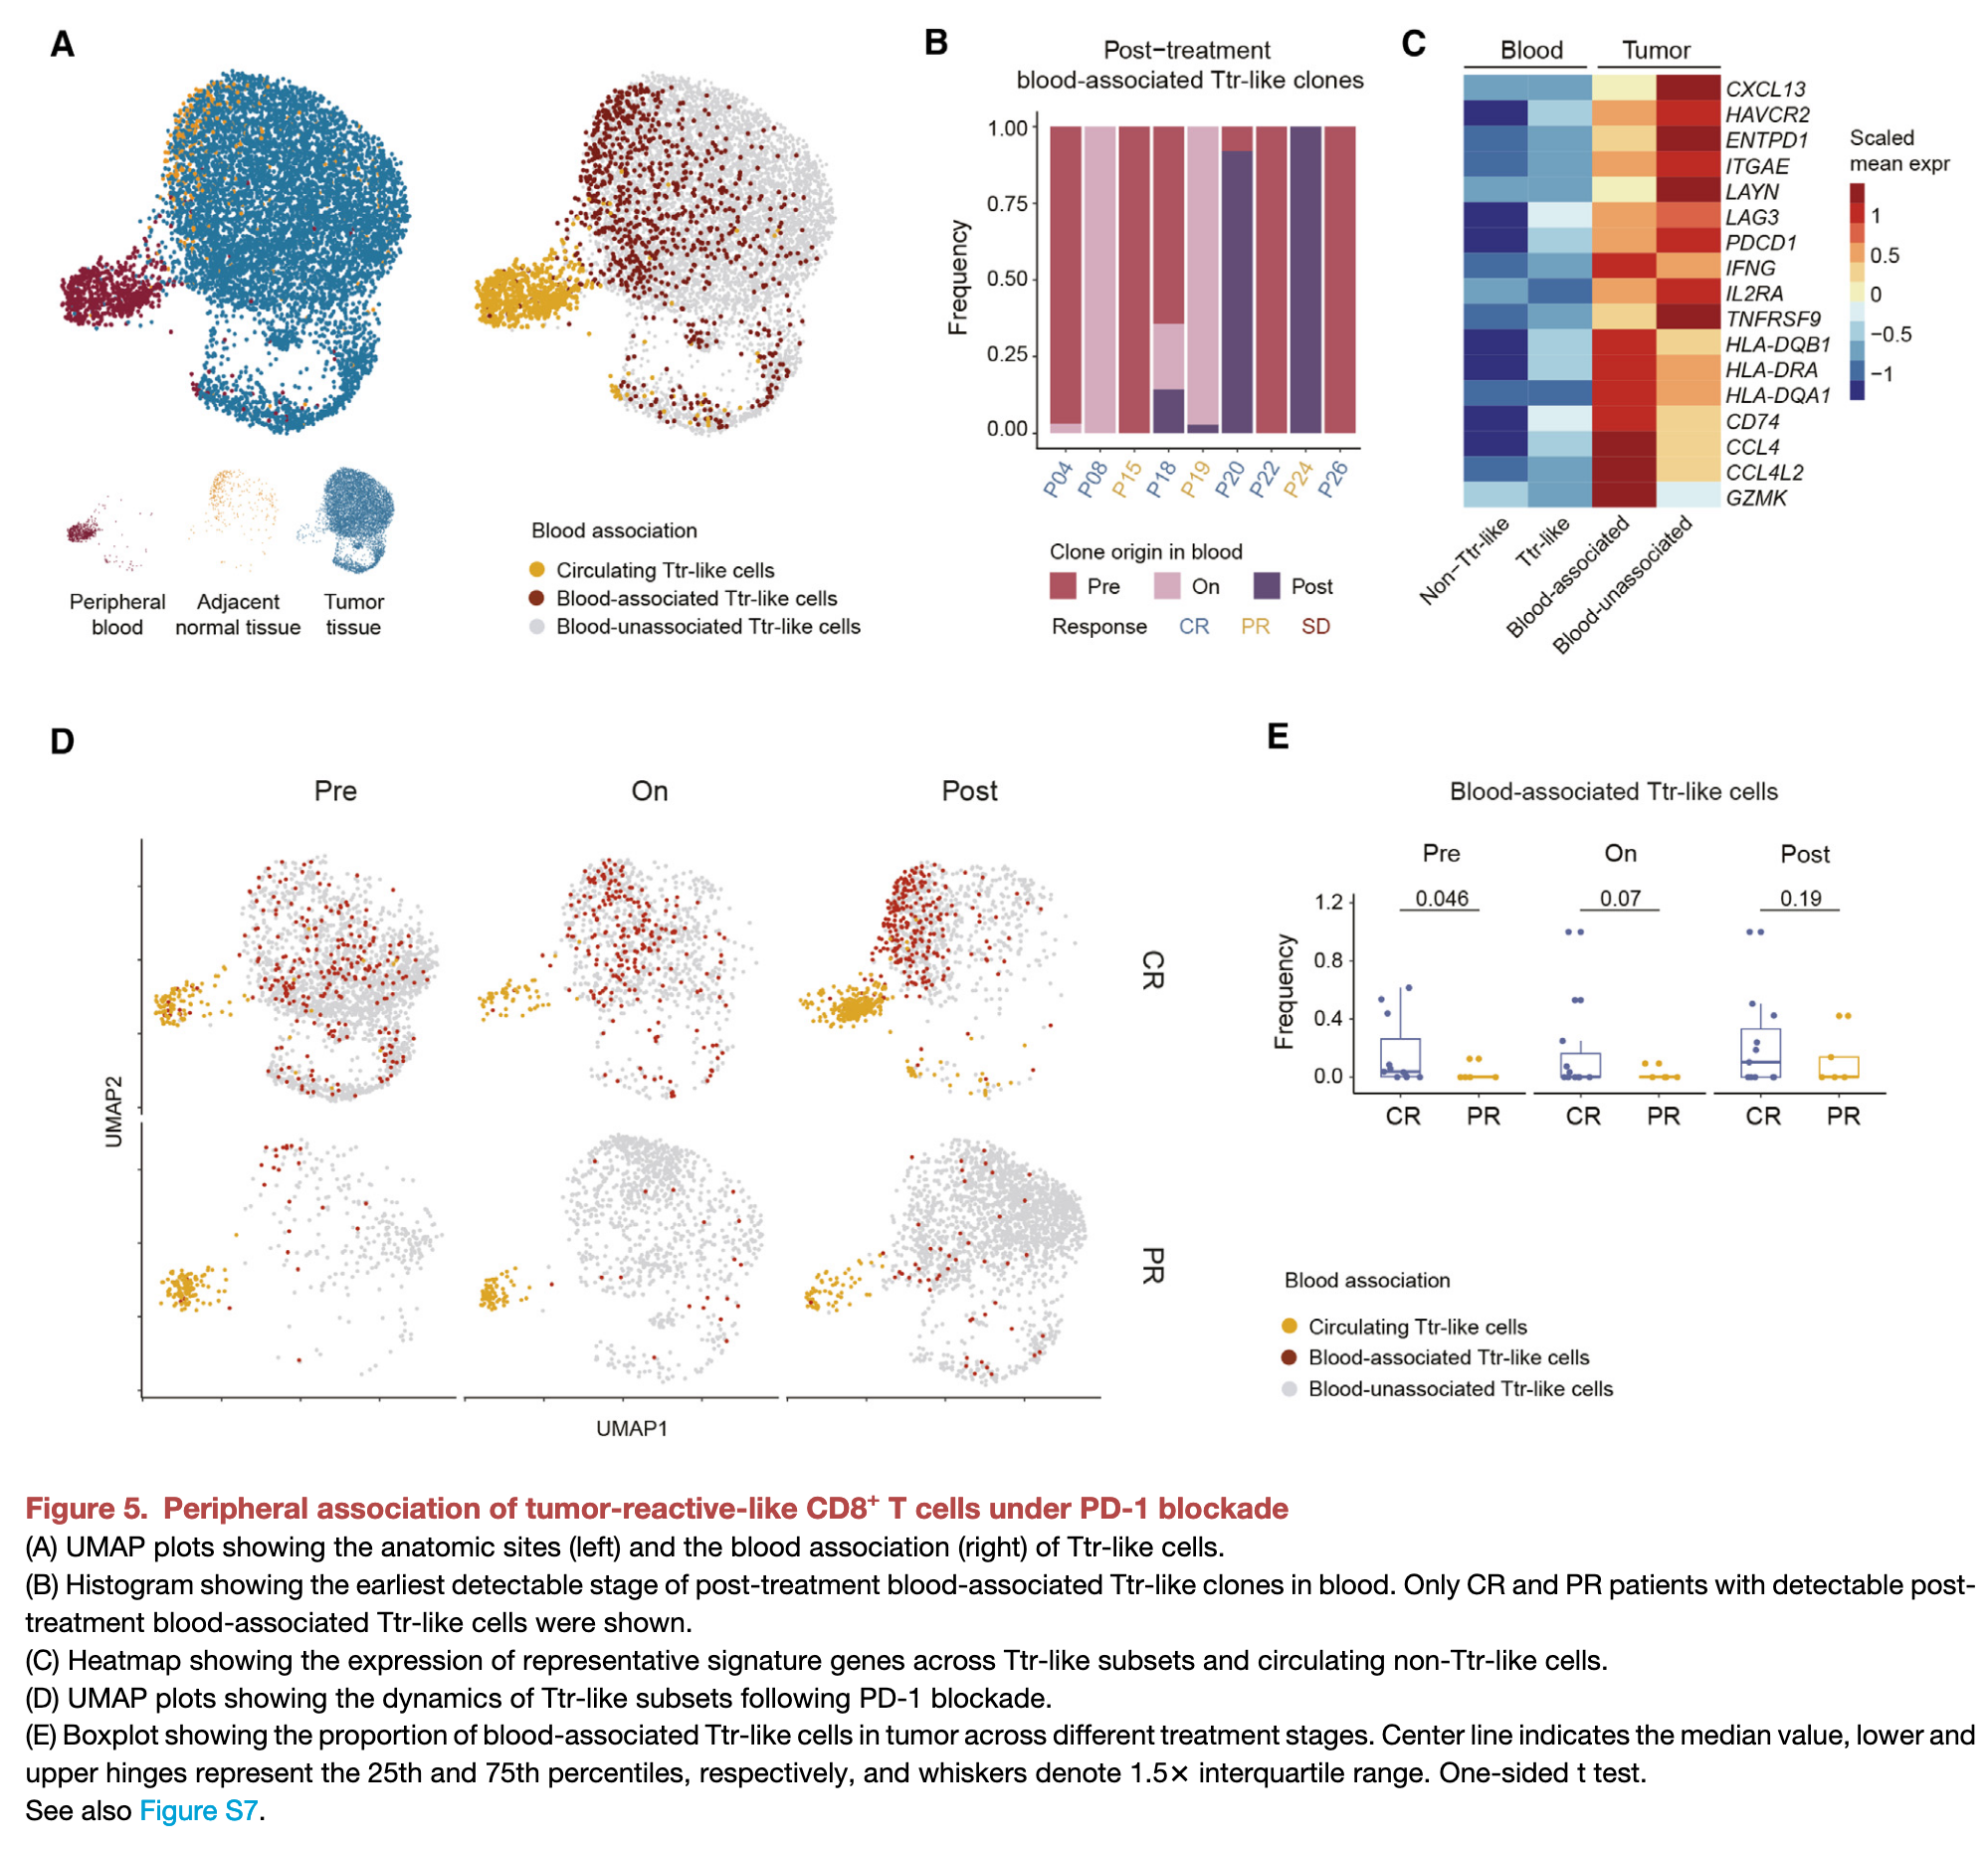 A
Peripheral
blood
Adjacent
normal tissue
Tumor
tissue
Blood association
Circulating Ttr-like cells
Blood-associated Ttr-like cells
Blood-unassociated Ttr-like cells
B
Post−treatment
blood-associated Ttr-like clones
Frequency
1.00
0.75
0.50
0.25
0.00
P04 P08 P15 P18 P19 P20 P22 P24 P26
Clone origin in blood
Pre On Post
Response CR PR SD
C
Blood Tumor
CXCL13
HAVCR2
ENTPD1
ITGAE
LAYN
LAG3
PDCD1
IFNG
IL2RA
TNFRSF9
HLA-DQB1
HLA-DRA
HLA-DQA1
CD74
CCL4
CCL4L2
GZMK
Non−Ttr-like
Ttr-like
Blood-associated
Blood-unassociated
Scaled
mean expr
1
0.5
0
−0.5
−1
D
Pre On Post
CR
PR
UMAP2
UMAP1
E
Blood-associated Ttr-like cells
Pre On Post
0.046 0.07 0.19
Frequency
1.2
0.8
0.4
0.0
CR PR CR PR CR PR
Blood association
Circulating Ttr-like cells
Blood-associated Ttr-like cells
Blood-unassociated Ttr-like cells
Figure 5. Peripheral association of tumor-reactive-like CD8⁺ T cells under PD-1 blockade
(A) UMAP plots showing the anatomic sites (left) and the blood association (right) of Ttr-like cells.
(B) Histogram showing the earliest detectable stage of post-treatment blood-associated Ttr-like clones in blood. Only CR and PR patients with detectable post-
treatment blood-associated Ttr-like cells were shown.
(C) Heatmap showing the expression of representative signature genes across Ttr-like subsets and circulating non-Ttr-like cells.
(D) UMAP plots showing the dynamics of Ttr-like subsets following PD-1 blockade.
(E) Boxplot showing the proportion of blood-associated Ttr-like cells in tumor across different treatment stages. Center line indicates the median value, lower and
upper hinges represent the 25th and 75th percentiles, respectively, and whiskers denote 1.5× interquartile range. One-sided t test.
See also Figure S7.